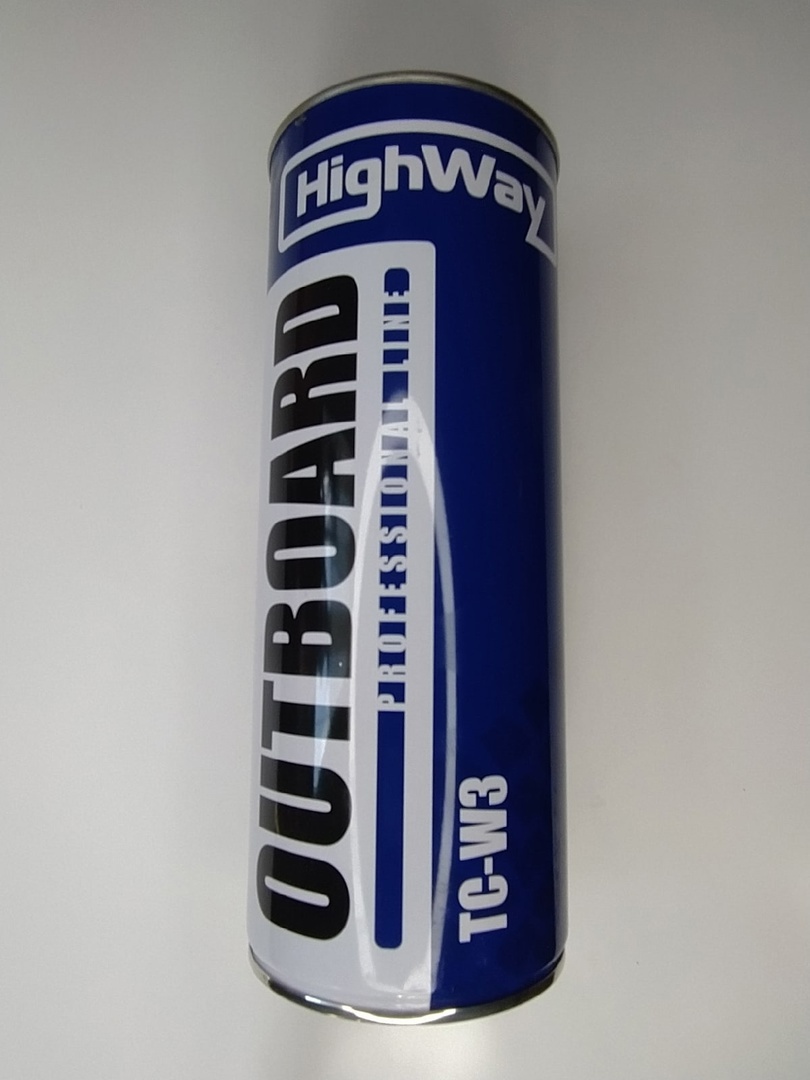 HighWay
OUTBOARD
PROFESSIONAL LINE
TC-W3